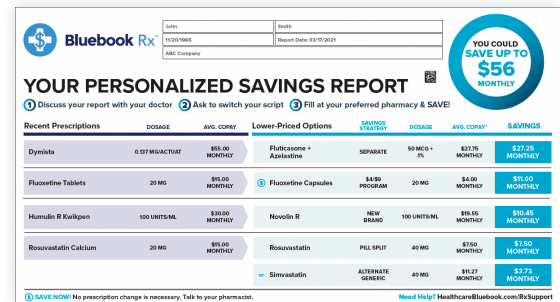 Bluebook Rx™
John Smith
11/20/1965 Report Date: 03/17/2021
ABC Company
YOU COULD
SAVE UP TO
$56
MONTHLY
YOUR PERSONALIZED SAVINGS REPORT
1 Discuss your report with your doctor 2 Ask to switch your script 3 Fill at your preferred pharmacy & SAVE!
Recent Prescriptions DOSAGE AVG. COPAY Lower-Priced Options SAVINGS STRATEGY DOSAGE AVG. COPAY¹ SAVINGS
Dymista 0.137 MG/ACTUAT $55.00 MONTHLY Fluticasone + Azelastine SEPARATE 50 MCG + .1% $27.75 MONTHLY $27.25 MONTHLY
Fluoxetine Tablets 20 MG $15.00 MONTHLY $ Fluoxetine Capsules $4/$9 PROGRAM 20 MG $4.00 MONTHLY $11.00 MONTHLY
Humulin R Kwikpen 100 UNITS/ML $30.00 MONTHLY Novolin R NEW BRAND 100 UNITS/ML $19.55 MONTHLY $10.45 MONTHLY
Rosuvastatin Calcium 20 MG $15.00 MONTHLY Rosuvastatin PILL SPLIT 40 MG $7.50 MONTHLY $7.50 MONTHLY
or Simvastatin ALTERNATE GENERIC 40 MG $11.27 MONTHLY $3.73 MONTHLY
$ SAVE NOW! No prescription change is necessary. Talk to your pharmacist. Need Help? HealthcareBluebook.com/RxSupport